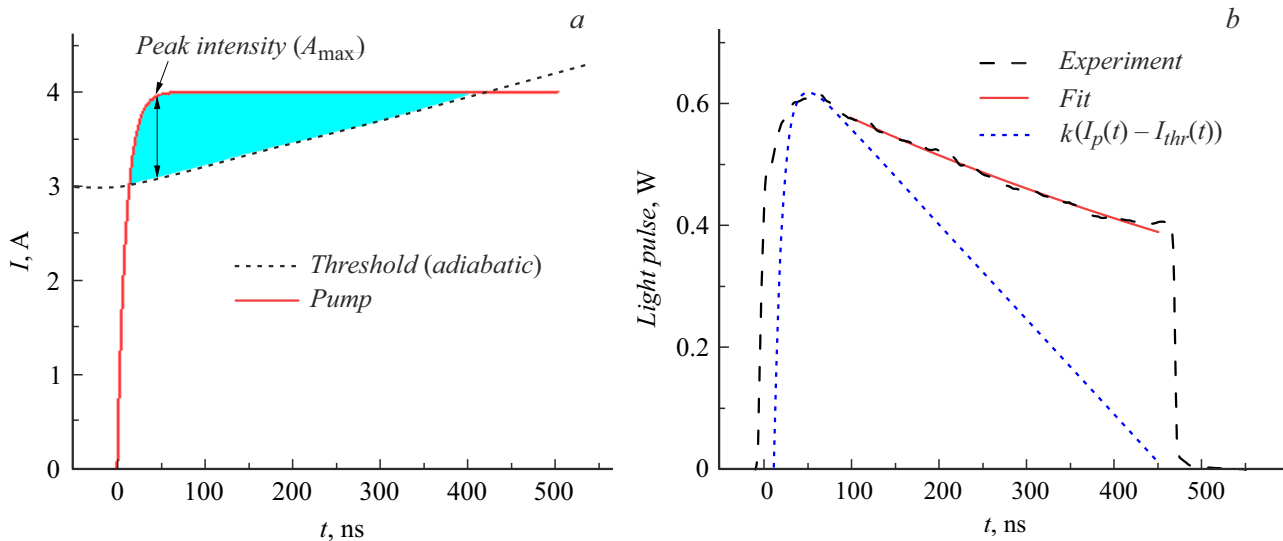 a
Peak intensity (Amax)
4
3
2
1
0
I, A
Threshold (adiabatic)
Pump
0 100 200 300 400 500
t, ns
b
Experiment
Fit
k(Ip(t) – Ithr(t))
0.6
0.4
0.2
0
Light pulse, W
0 100 200 300 400 500
t, ns